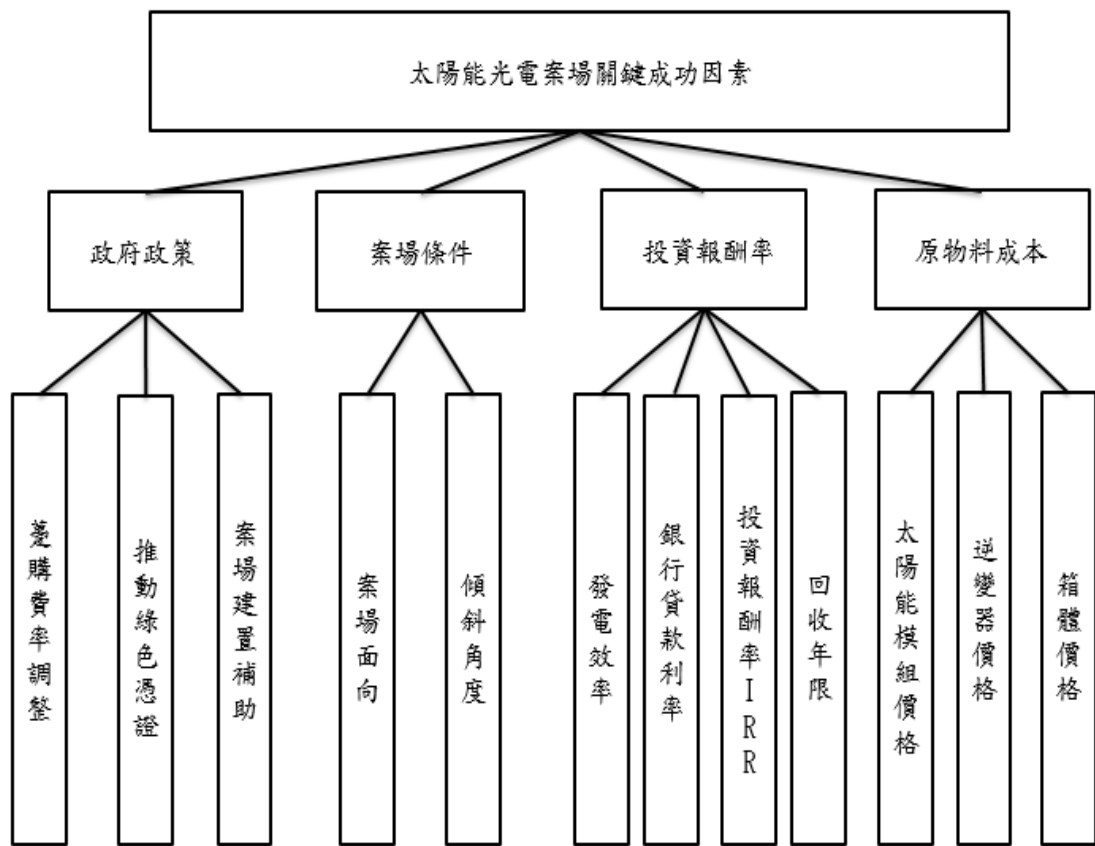 太陽能光電案場關鍵成功因素
政府政策
案場條件
投資報酬率
原物料成本
躉購費率調整
推動綠色憑證
案場建置補助
案場面向
傾斜角度
發電效率
銀行貸款利率
投資報酬率IRR
回收年限
太陽能模組價格
逆變器價格
箱體價格